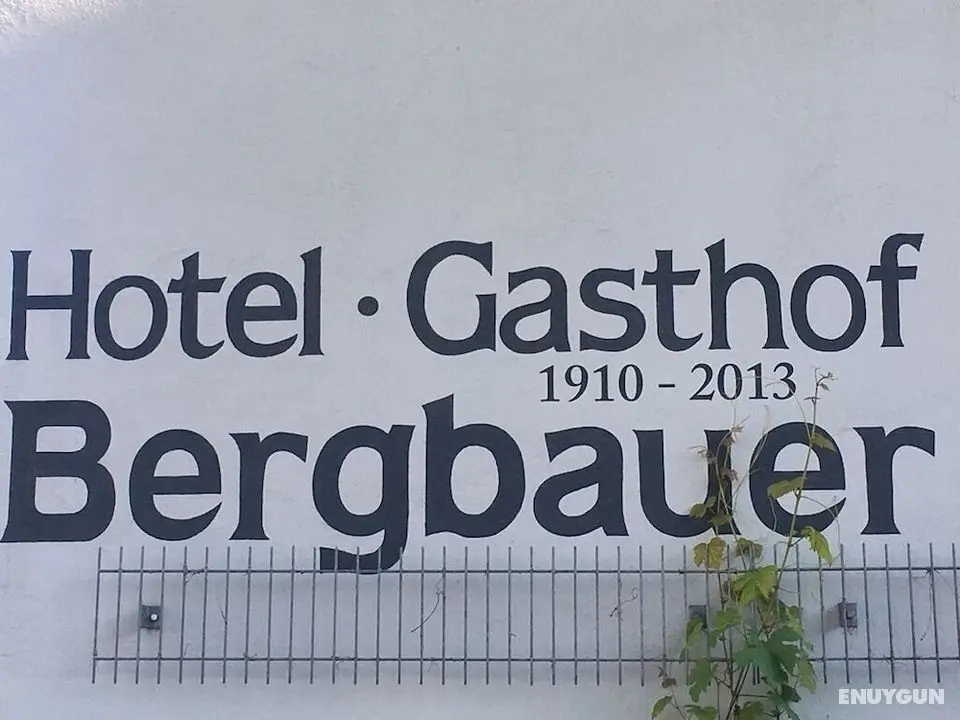 Hotel · Gasthof
1910 - 2013
Bergbauer
ENUYGUN